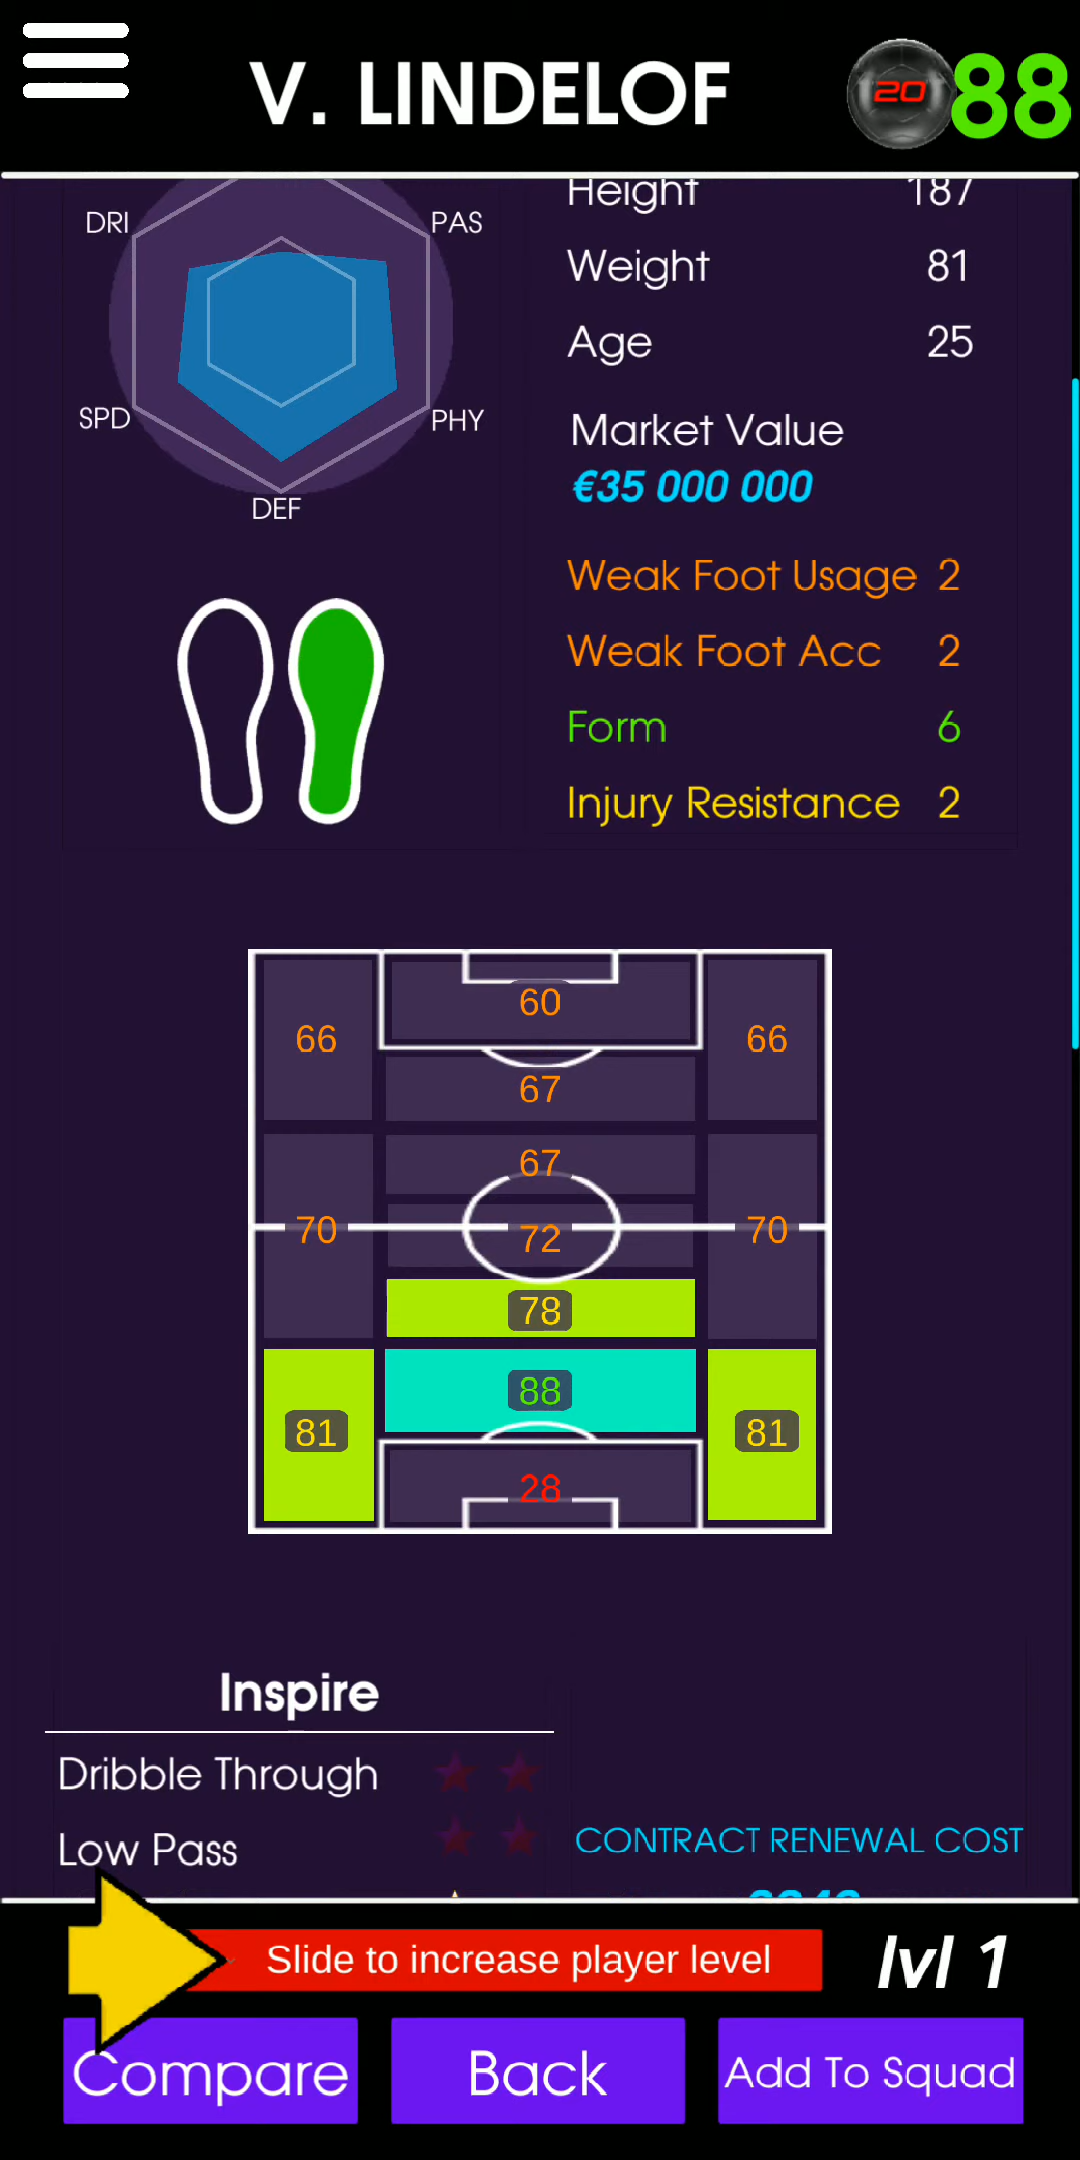 V. LINDELOF
20
88
DRI
PAS
SPD
PHY
DEF
Height 187
Weight 81
Age 25
Market Value
€35 000 000
Weak Foot Usage 2
Weak Foot Acc 2
Form 6
Injury Resistance 2
60
66
66
67
67
70
72
70
78
88
81
81
28
Inspire
Dribble Through
Low Pass
CONTRACT RENEWAL COST
Slide to increase player level
lvl 1
Compare
Back
Add To Squad